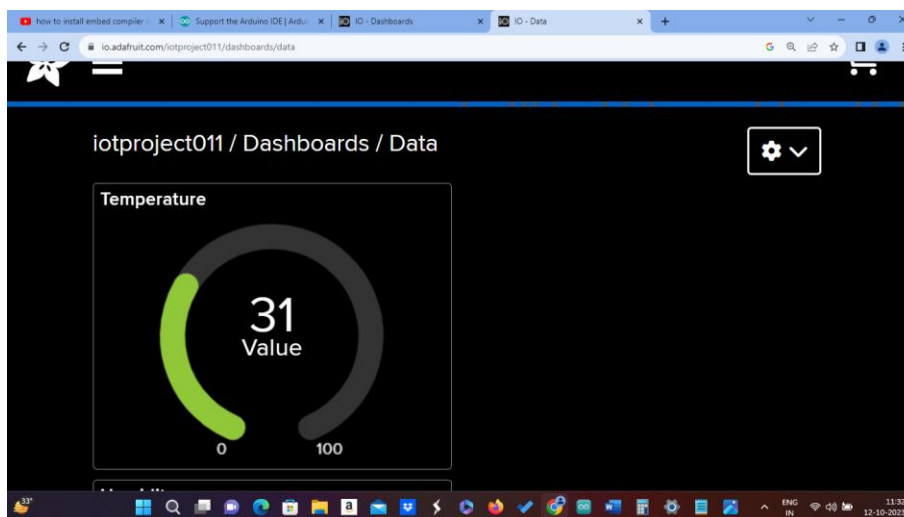 how to install embed compiler
Support the Arduino IDE | Ardui
IO - Dashboards
IO - Data
io.adafruit.com/iotproject011/dashboards/data
iotproject011 / Dashboards / Data
Temperature
31
Value
0
100
33°
ENG
IN
11:32
12-10-2023